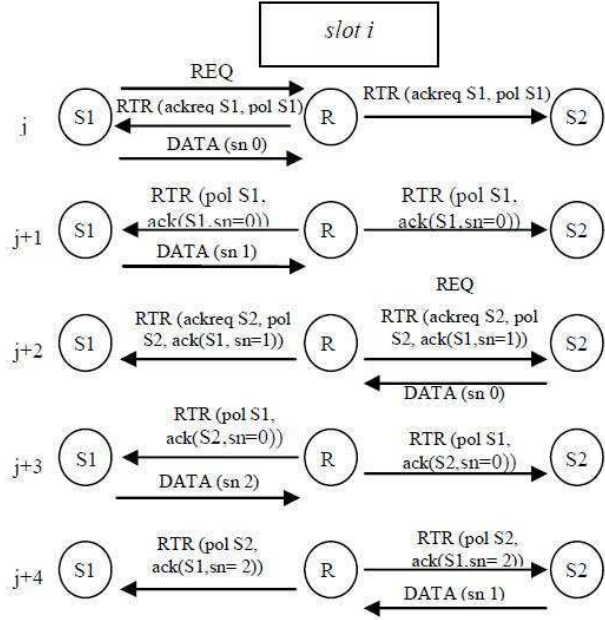 slot i
REQ
RTR (ackreq S1, pol S1)
RTR (ackreq S1, pol S1)
j
S1
R
S2
DATA (sn 0)
RTR (pol S1,
ack(S1,sn=0))
RTR (pol S1,
ack(S1,sn=0))
j+1
S1
R
S2
DATA (sn 1)
REQ
RTR (ackreq S2, pol
S2, ack(S1, sn=1))
RTR (ackreq S2, pol
S2, ack(S1,sn=1))
j+2
S1
R
S2
DATA (sn 0)
RTR (pol S1,
ack(S2,sn=0))
RTR (pol S1,
ack(S2,sn=0))
j+3
S1
R
S2
DATA (sn 2)
RTR (pol S2,
ack(S1,sn= 2))
RTR (pol S2,
ack(S1.sn= 2))
j+4
S1
R
S2
DATA (sn 1)